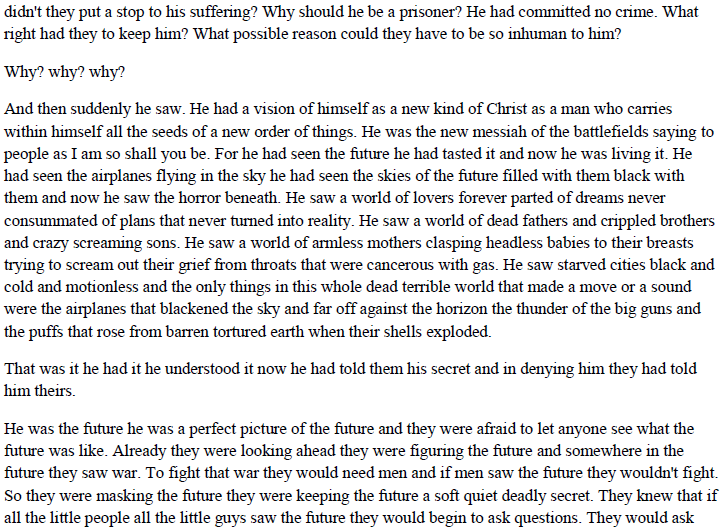 didn't they put a stop to his suffering? Why should he be a prisoner? He had committed no crime. What
right had they to keep him? What possible reason could they have to be so inhuman to him?
Why? why? why?
And then suddenly he saw. He had a vision of himself as a new kind of Christ as a man who carries
within himself all the seeds of a new order of things. He was the new messiah of the battlefields saying to
people as I am so shall you be. For he had seen the future he had tasted it and now he was living it. He
had seen the airplanes flying in the sky he had seen the skies of the future filled with them black with
them and now he saw the horror beneath. He saw a world of lovers forever parted of dreams never
consummated of plans that never turned into reality. He saw a world of dead fathers and crippled brothers
and crazy screaming sons. He saw a world of armless mothers clasping headless babies to their breasts
trying to scream out their grief from throats that were cancerous with gas. He saw starved cities black and
cold and motionless and the only things in this whole dead terrible world that made a move or a sound
were the airplanes that blackened the sky and far off against the horizon the thunder of the big guns and
the puffs that rose from barren tortured earth when their shells exploded.
That was it he had it he understood it now he had told them his secret and in denying him they had told
him theirs.
He was the future he was a perfect picture of the future and they were afraid to let anyone see what the
future was like. Already they were looking ahead they were figuring the future and somewhere in the
future they saw war. To fight that war they would need men and if men saw the future they wouldn't fight.
So they were masking the future they were keeping the future a soft quiet deadly secret. They knew that if
all the little people all the little guys saw the future they would begin to ask questions. They would ask